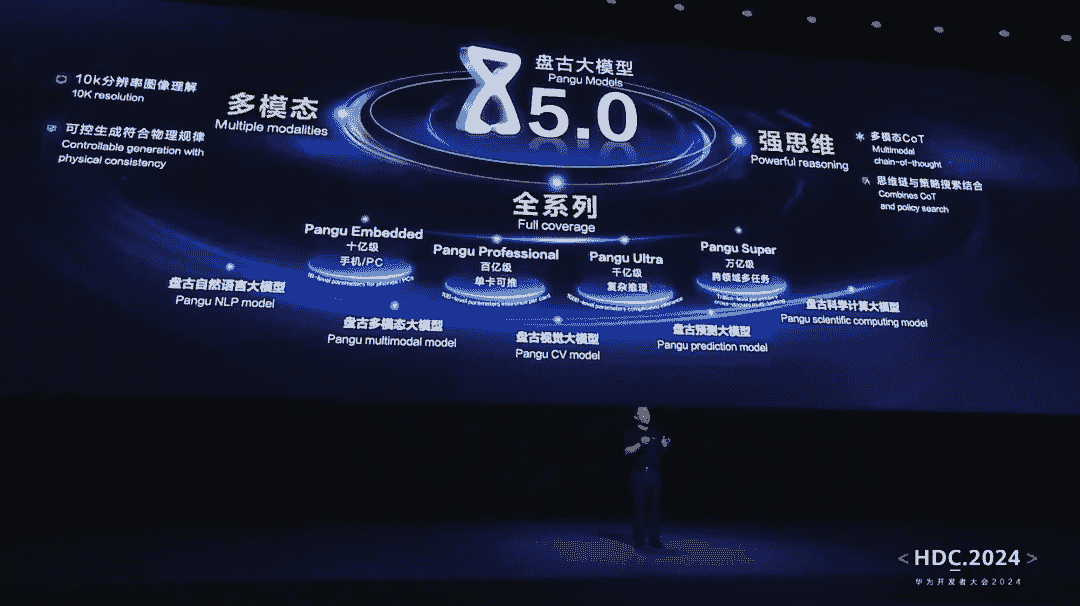 盘古大模型
Pangu Models
5.0
10k分辨率图像理解
10K resolution
可控生成符合物理规律
Controllable generation with
physical consistency
多模态
Multiple modalities
强思维
Powerful reasoning
多模态CoT
Multimodal
chain-of-thought
思维链与策略搜索结合
Combines CoT
and policy search
全系列
Full coverage
Pangu Embedded
十亿级
手机/PC
Pangu Professional
百亿级
单卡可推
Pangu Ultra
千亿级
复杂推理
Pangu Super
万亿级
跨领域多任务
盘古自然语言大模型
Pangu NLP model
盘古多模态大模型
Pangu multimodal model
盘古视觉大模型
Pangu CV model
盘古预测大模型
Pangu prediction model
盘古科学计算大模型
Pangu scientific computing model
< HDC.2024 >
华为开发者大会2024